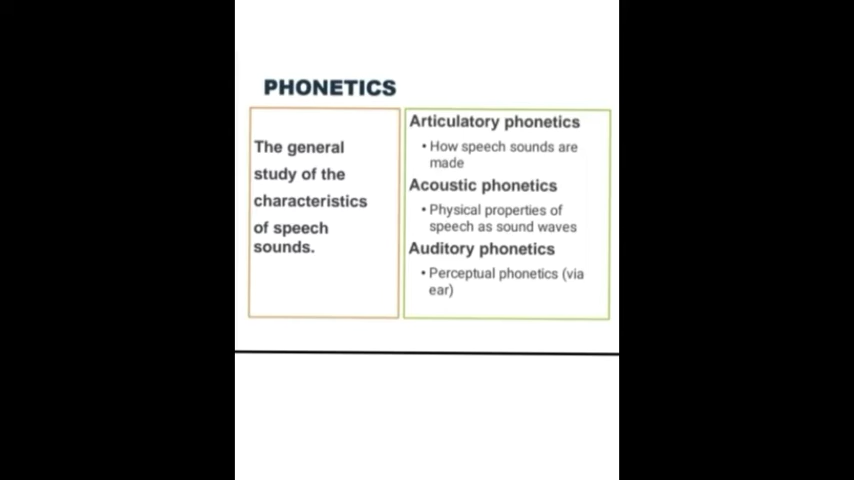 PHONETICS
The general
study of the
characteristics
of speech
sounds.
Articulatory phonetics
• How speech sounds are
made
Acoustic phonetics
• Physical properties of
speech as sound waves
Auditory phonetics
• Perceptual phonetics (via
ear)